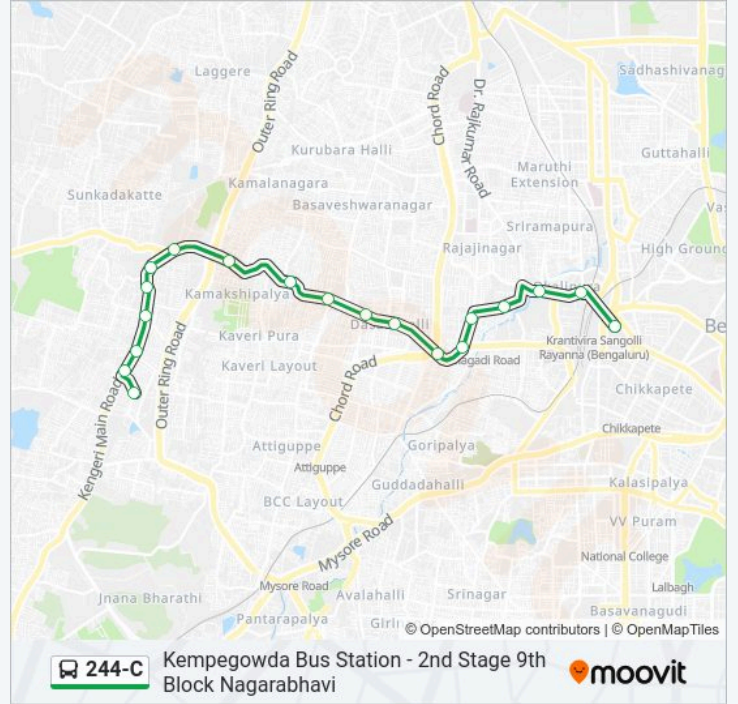 Laggere
Outer Ring Road
Chord Road
Dr. Rajkumar Road
Sadhashivanag
Kurubara Halli
Guttahalli
Maruthi
Extension
Kamalanagara
Sunkadakatte
Basaveshwaranagar
Sriramapura
Rajajinagar
High Ground
Kamakshipalya
Kaveri Pura
Krantivira Sangolli
Rayanna (Bengaluru)
Be
Kaveri Layout
agadi Road
Outer Ring Road
Chord Road
Kengeri Main Road
Chikkapete
Attiguppe
Goripalya
Chikkapete
Attiguppe
Guddadahalli
Kalasipalya
BCC Layout
VV Puram
Mysore Road
National College
Mysore Road
Lalbagh
Jnana Bharathi
Avalahalli
Srinagar
Basavanagudi
Pantarapalya
Girl
© OpenStreetMap contributors | © OpenMapTiles
244-C
Kempegowda Bus Station - 2nd Stage 9th
Block Nagarabhavi
moovit